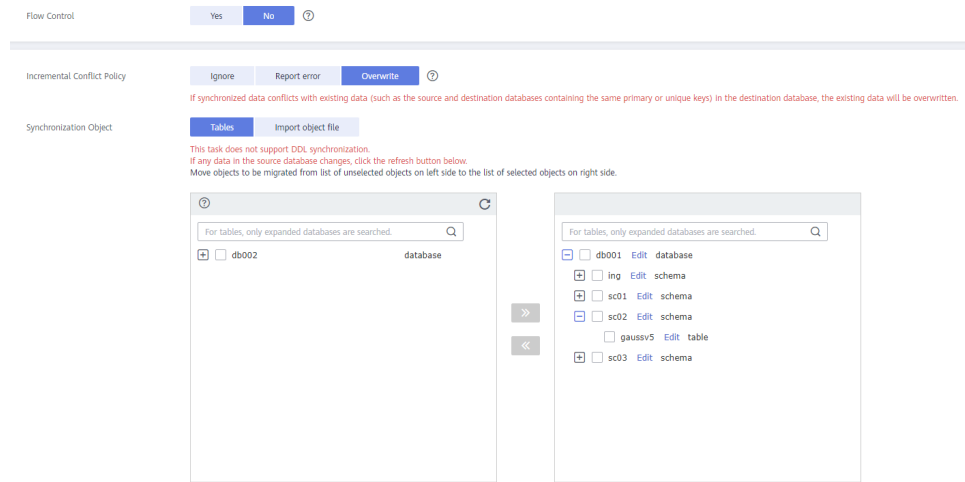 Flow Control Yes No ?
Incremental Conflict Policy Ignore Report error Overwrite ?
If synchronized data conflicts with existing data (such as the source and destination databases containing the same primary or unique keys) in the destination database, the existing data will be overwritten.
Synchronization Object Tables Import object file
This task does not support DDL synchronization.
If any data in the source database changes, click the refresh button below.
Move objects to be migrated from list of unselected objects on left side to the list of selected objects on right side.
?
For tables, only expanded databases are searched.
db002 database
For tables, only expanded databases are searched.
db001 Edit database
ing Edit schema
sc01 Edit schema
sc02 Edit schema
gaussv5 Edit table
sc03 Edit schema